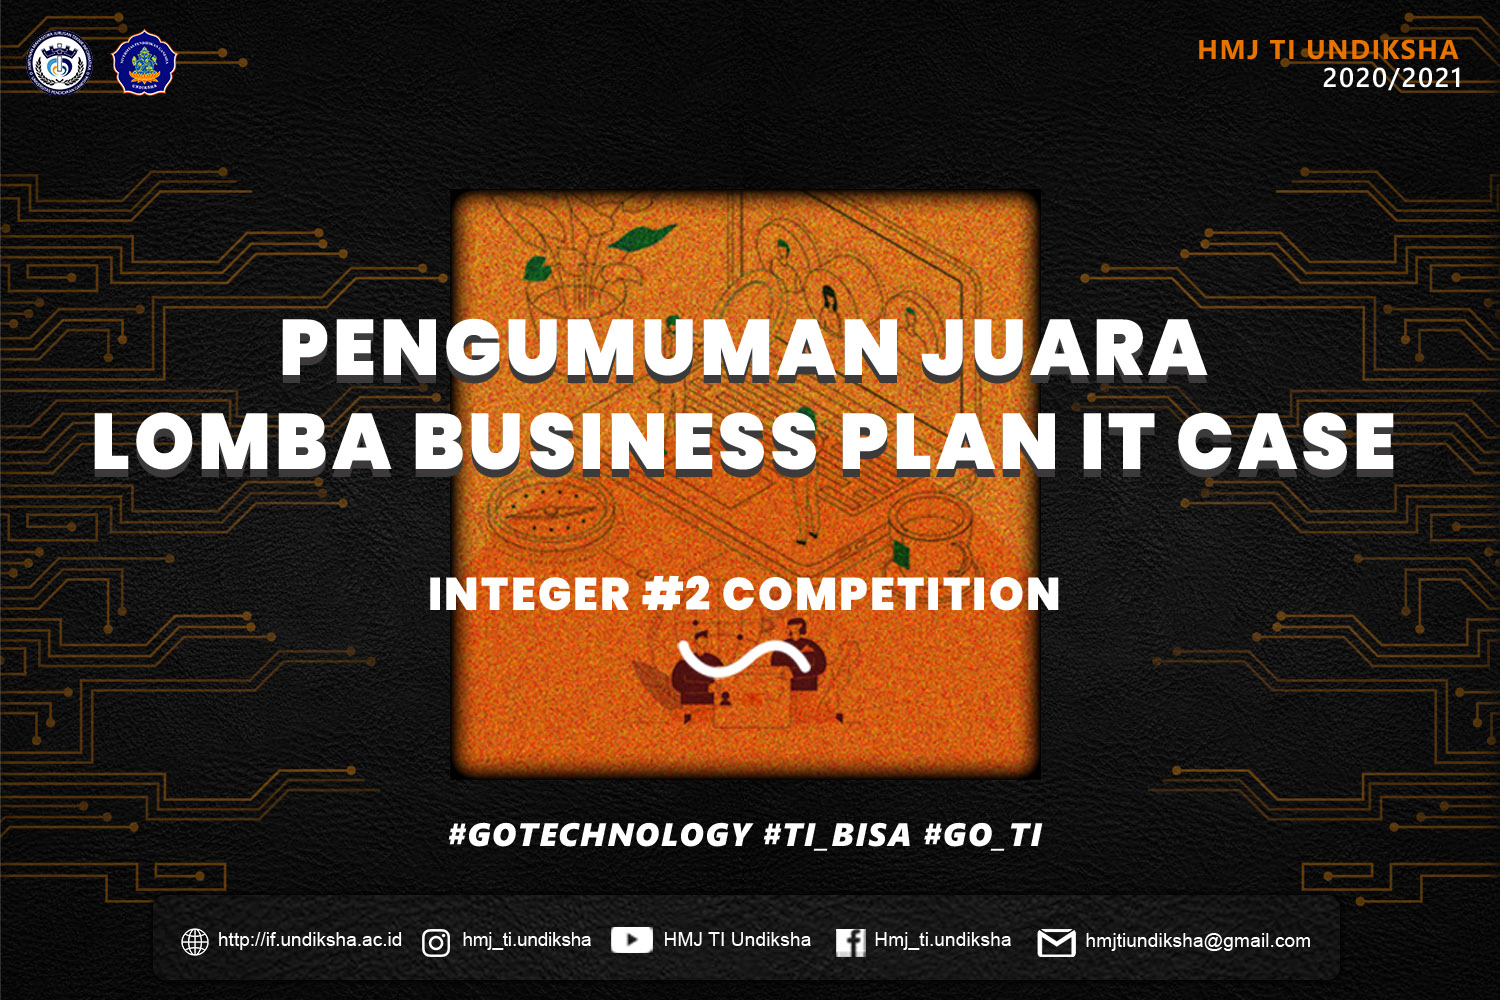 HMJ TI UNDIKSHA
2020/2021
PENGUMUMAN JUARA
LOMBA BUSINESS PLAN IT CASE
INTEGER #2 COMPETITION
#GOTECHNOLOGY #TI_BISA #GO_TI
http://if.undiksha.ac.id hmj_ti.undiksha HMJ TI Undiksha Hmj_ti.undiksha hmjtiundiksha@gmail.com